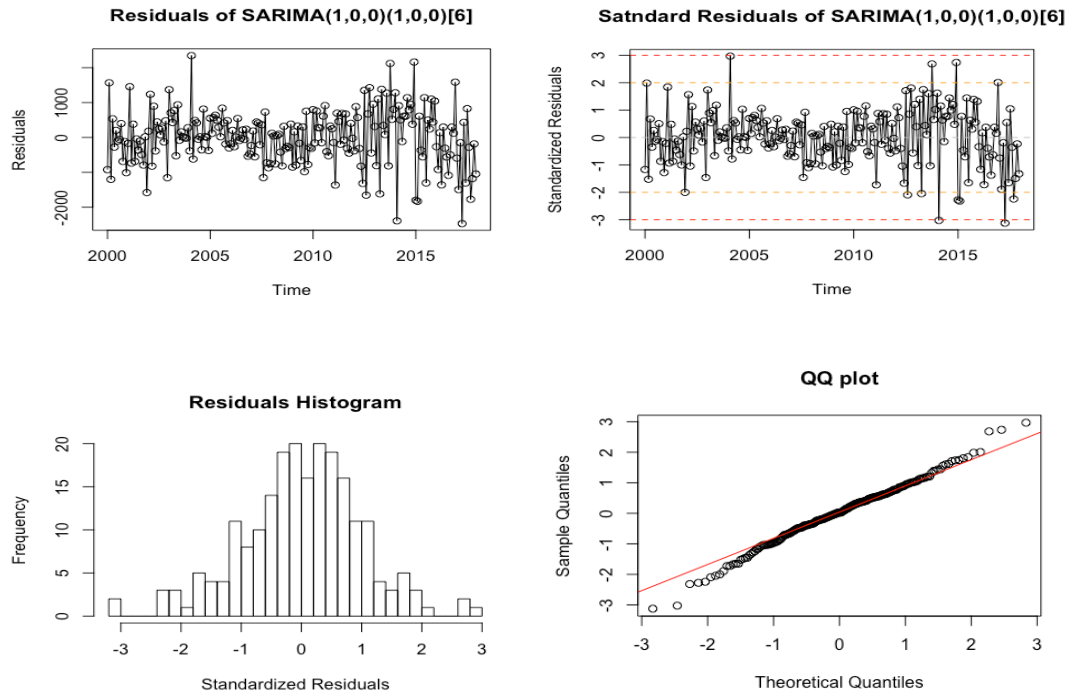 Residuals of SARIMA(1,0,0)(1,0,0)[6]
Residuals
1000
0
-2000
2000 2005 2010 2015
Time
Satndard Residuals of SARIMA(1,0,0)(1,0,0)[6]
Standardized Residuals
3
2
1
0
-1
-2
-3
2000 2005 2010 2015
Time
Residuals Histogram
Frequency
20
15
10
5
0
-3 -2 -1 0 1 2 3
Standardized Residuals
QQ plot
Sample Quantiles
3
2
1
0
-1
-2
-3
-3 -2 -1 0 1 2 3
Theoretical Quantiles